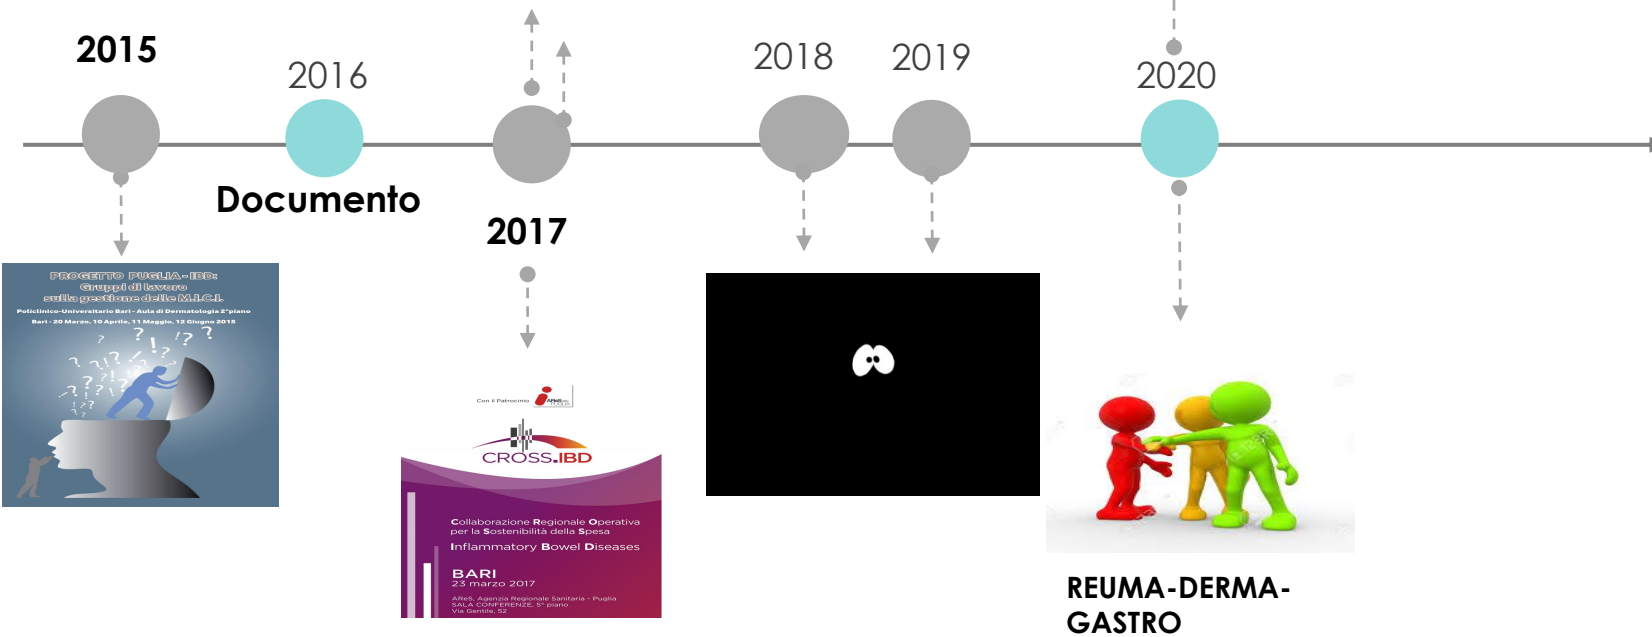 2015
2016
2018
2019
2020
Documento
2017
PROGETTO PUGLIA - IBD:
Gruppi di lavoro
sulla gestione delle M.I.C.I.
Policlinico-Universitario Bari - Aula di Dermatologia 2°piano
Bari - 20 Marzo, 10 Aprile, 11 Maggio, 12 Giugno 2015
Con il Patrocinio
AReS
PUGLIA
CROSS.IBD
Collaborazione Regionale Operativa
per la Sostenibilità della Spesa
Inflammatory Bowel Diseases
BARI
23 marzo 2017
AReS, Agenzia Regionale Sanitaria - Puglia
SALA CONFERENZE, 5° piano
Via Gentile, 52
REUMA-DERMA-
GASTRO